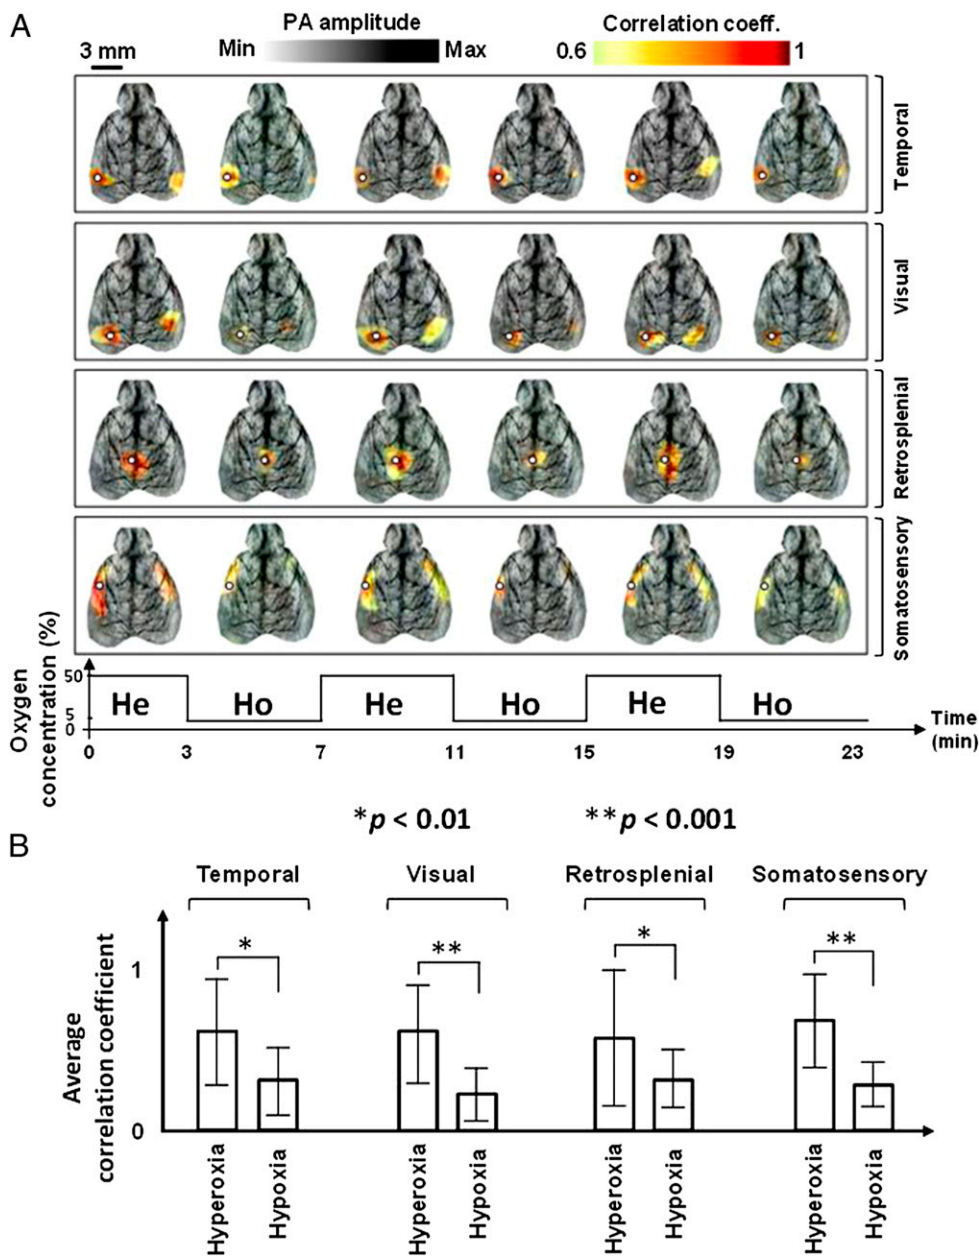 A
PA amplitude
Correlation coeff.
3 mm
Min
Max
0.6
1
Temporal
Visual
Retrosplenial
Somatosensory
Oxygen
concentration (%)
50
5
0
He
Ho
He
Ho
He
Ho
Time
(min)
0
3
7
11
15
19
23
*p < 0.01
**p < 0.001
B
Temporal
Visual
Retrosplenial
Somatosensory
*
**
*
**
Average
correlation coefficient
1
0
Hyperoxia
Hypoxia
Hyperoxia
Hypoxia
Hyperoxia
Hypoxia
Hyperoxia
Hypoxia